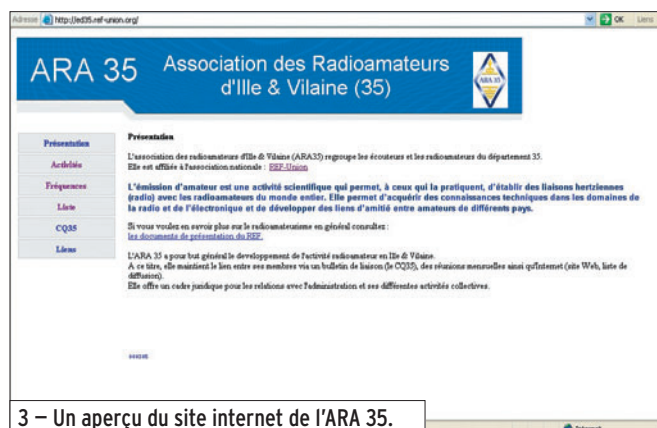 Adresse http://ed35.ref-union.org/ OK Liens
ARA 35
Association des Radioamateurs
d'Ille & Vilaine (35)
ARA 35
Présentation
Activités
Fréquences
Liste
CQ35
Liens
Présentation
L'association des radioamateurs d'Ille & Vilaine (ARA35) regroupe les écouteurs et les radioamateurs du département 35.
Elle est affiliée à l'association nationale : REF-Union
L'émission d'amateur est une activité scientifique qui permet, à ceux qui la pratiquent, d'établir des liaisons hertziennes
(radio) avec les radioamateurs du monde entier. Elle permet d'acquérir des connaissances techniques dans les domaines de
la radio et de l'électronique et de développer des liens d'amitié entre amateurs de différents pays.
Si vous voulez en savoir plus sur le radioamateurisme en général consultez :
les documents de présentation du REF.
L'ARA 35 a pour but général le developpement de l'activité radioamateur en Ille & Vilaine.
A ce titre, elle maintient le lien entre ses membres via un bulletin de liaison (le CQ35), des réunions mensuelles ainsi qu'Internet (site Web, liste de
diffusion).
Elle offre un cadre juridique pour les relations avec l'administration et ses différentes activités collectives.
Internet
3 – Un aperçu du site internet de l'ARA 35.